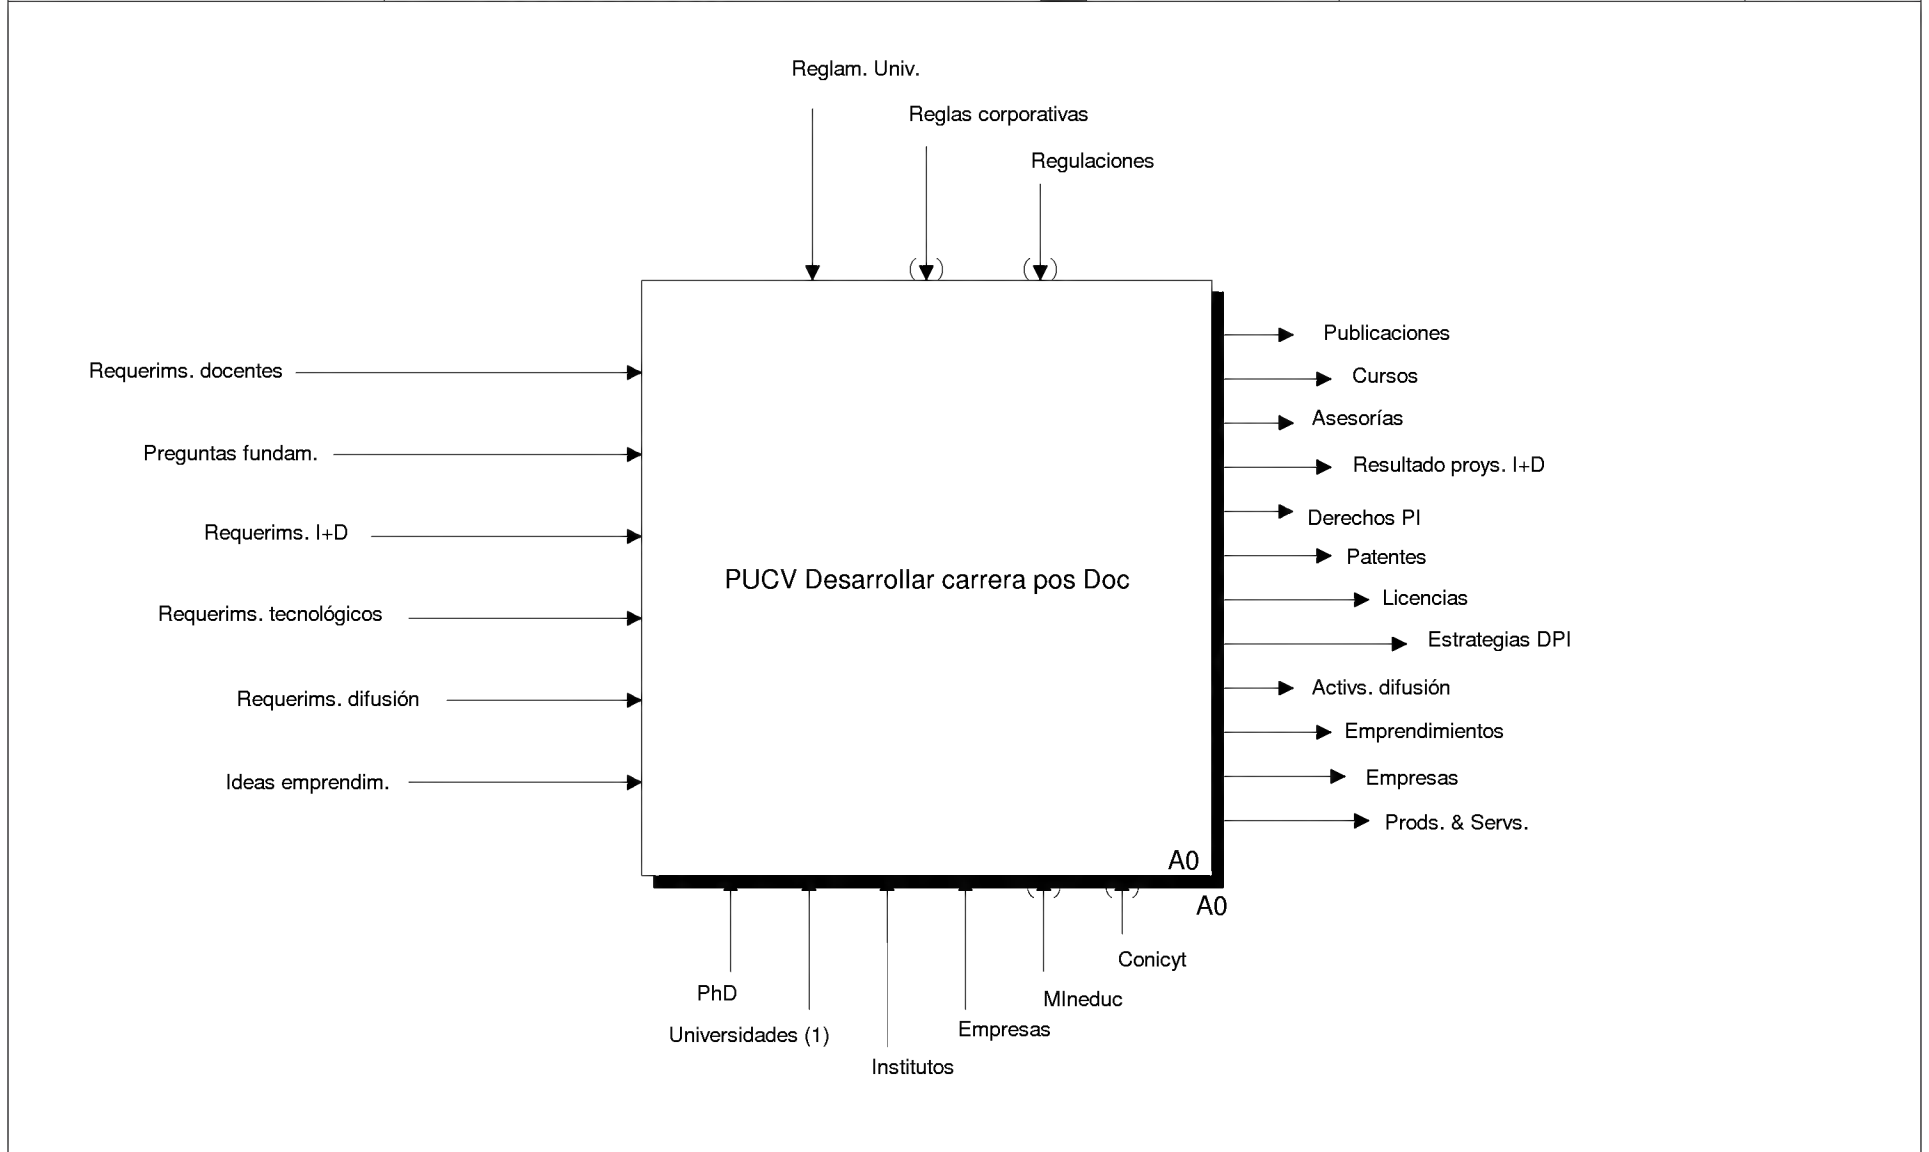 Reglam. Univ.
Reglas corporativas
Regulaciones
Requerims. docentes
Preguntas fundam.
Requerims. I+D
Requerims. tecnológicos
Requerims. difusión
Ideas emprendim.
PUCV Desarrollar carrera pos Doc
A0
A0
Publicaciones
Cursos
Asesorías
Resultado proys. I+D
Derechos PI
Patentes
Licencias
Estrategias DPI
Activs. difusión
Emprendimientos
Empresas
Prods. & Servs.
PhD
Universidades (1)
Institutos
Empresas
MIneduc
Conicyt